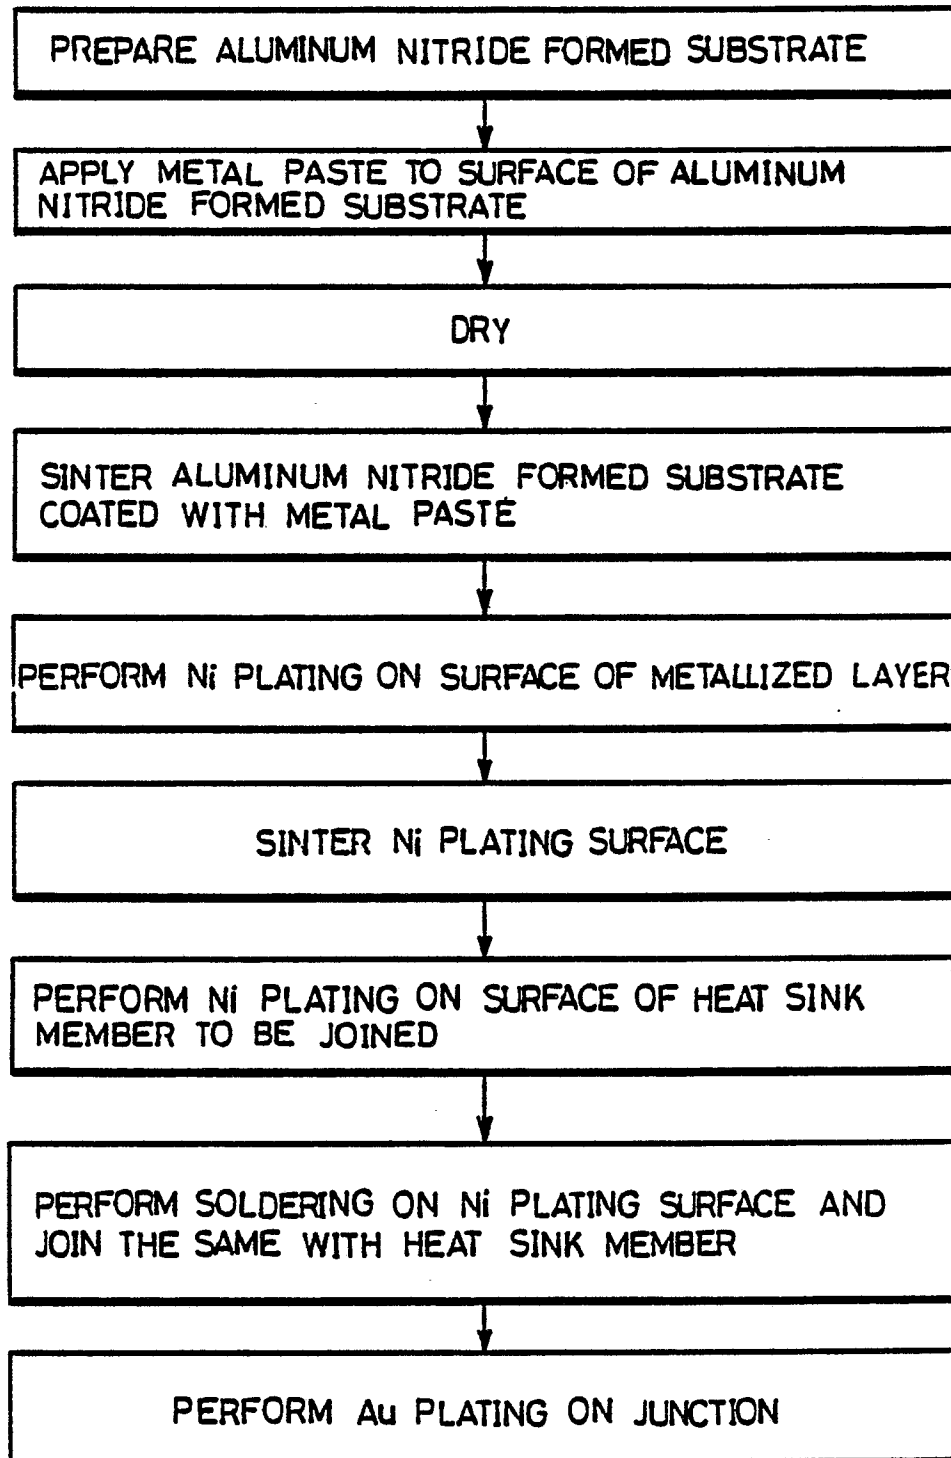 PREPARE ALUMINUM NITRIDE FORMED SUBSTRATE
APPLY METAL PASTE TO SURFACE OF ALUMINUM
NITRIDE FORMED SUBSTRATE
DRY
SINTER ALUMINUM NITRIDE FORMED SUBSTRATE
COATED WITH METAL PASTE
PERFORM Ni PLATING ON SURFACE OF METALLIZED LAYER
SINTER Ni PLATING SURFACE
PERFORM Ni PLATING ON SURFACE OF HEAT SINK
MEMBER TO BE JOINED
PERFORM SOLDERING ON Ni PLATING SURFACE AND
JOIN THE SAME WITH HEAT SINK MEMBER
PERFORM Au PLATING ON JUNCTION